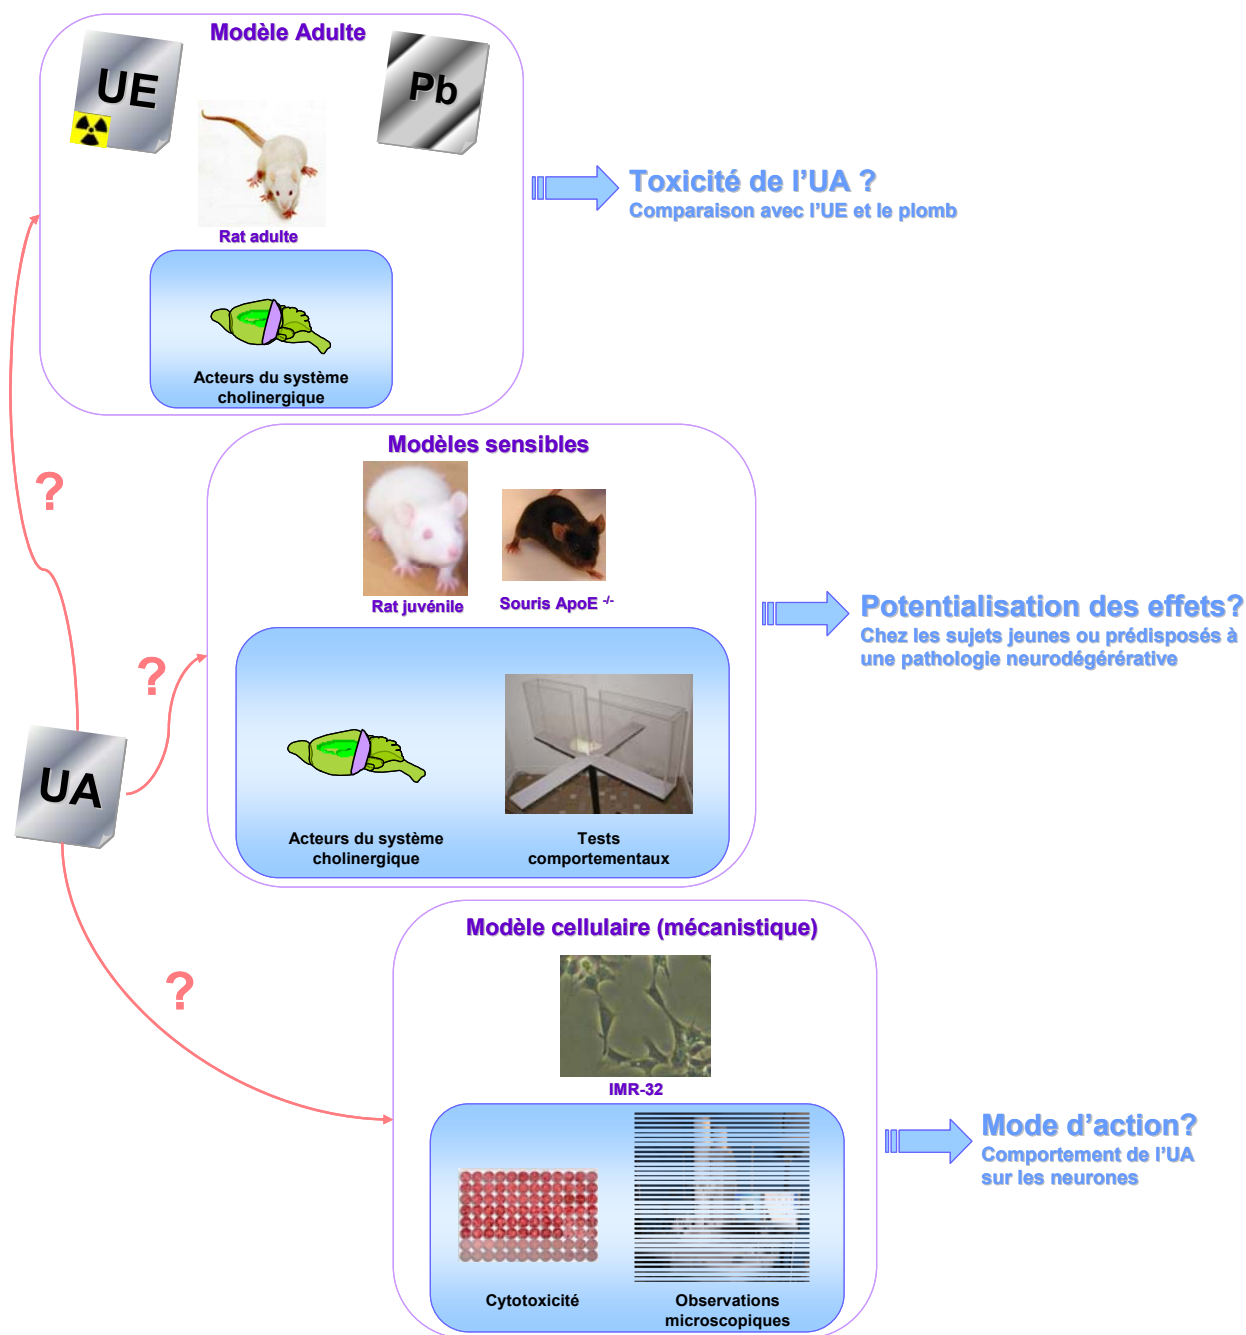 Modèle Adulte
UE
Pb
Rat adulte
Acteurs du système
cholinergique
Toxicité de l'UA ?
Comparaison avec l'UE et le plomb
?
Modèles sensibles
Rat juvénile
Souris ApoE -/-
Acteurs du système
cholinergique
Tests
comportementaux
Potentialisation des effets?
Chez les sujets jeunes ou prédisposés à
une pathologie neurodégérérative
?
UA
?
Modèle cellulaire (mécanistique)
IMR-32
Cytotoxicité
Observations
microscopiques
Mode d'action?
Comportement de l'UA
sur les neurones